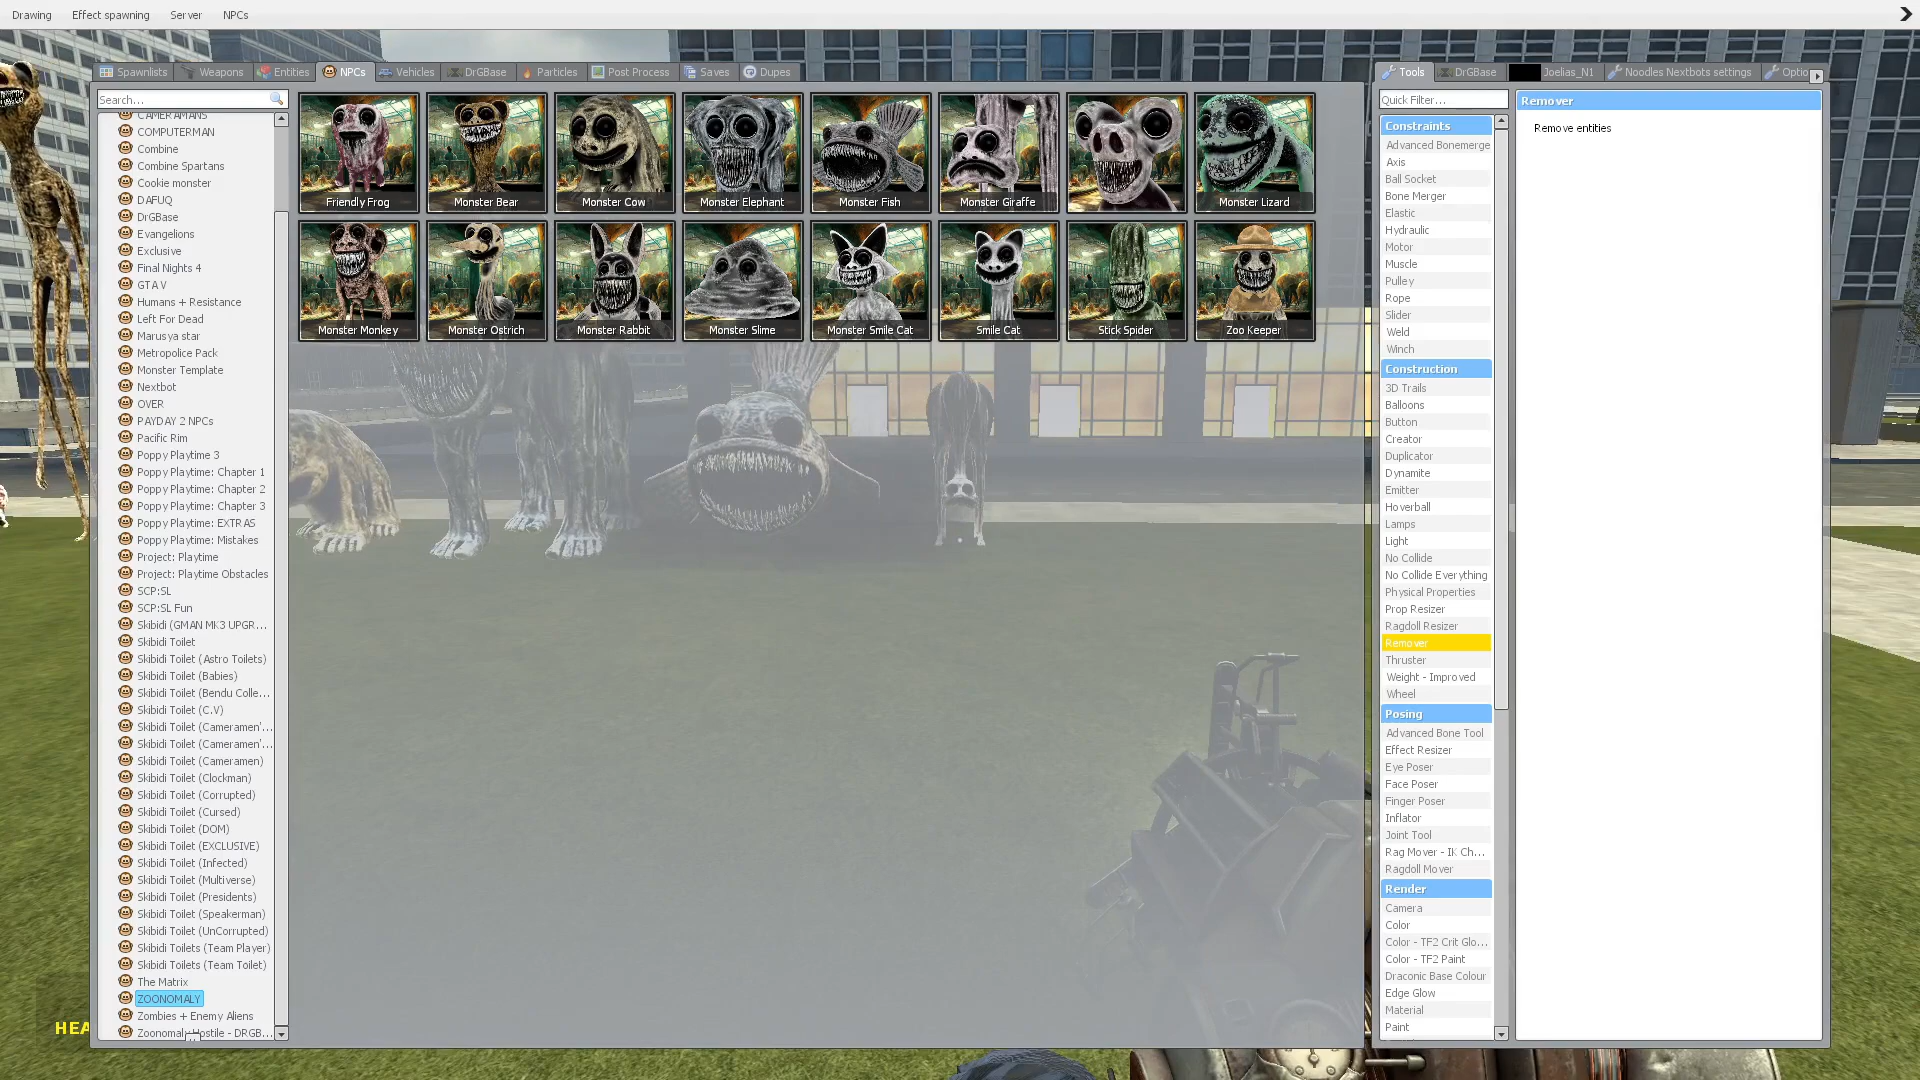 Drawing
Effect spawning
Server
NPCs
Spawnlists
Weapons
Entities
NPCs
Vehicles
DrGBase
Particles
Post Process
Saves
Dupes
Search...
CAMERAMANS
COMPUTERMAN
Combine
Combine Spartans
Cookie monster
DAFUQ
DrGBase
Evangelions
Exclusive
Final Nights 4
GTA V
Humans + Resistance
Left For Dead
Marusya star
Metropolice Pack
Monster Template
Nextbot
OVER
PAYDAY 2 NPCs
Pacific Rim
Poppy Playtime 3
Poppy Playtime: Chapter 1
Poppy Playtime: Chapter 2
Poppy Playtime: Chapter 3
Poppy Playtime: EXTRAS
Poppy Playtime: Mistakes
Project: Playtime
Project: Playtime Obstacles
SCP:SL
SCP:SL Fun
Skibidi (GMAN MK3 UPGR...
Skibidi Toilet
Skibidi Toilet (Astro Toilets)
Skibidi Toilet (Babies)
Skibidi Toilet (Bendu Colle...
Skibidi Toilet (C.V)
Skibidi Toilet (Cameramen'...
Skibidi Toilet (Cameramen'...
Skibidi Toilet (Cameramen)
Skibidi Toilet (Clockman)
Skibidi Toilet (Corrupted)
Skibidi Toilet (Cursed)
Skibidi Toilet (DOM)
Skibidi Toilet (EXCLUSIVE)
Skibidi Toilet (Infected)
Skibidi Toilet (Multiverse)
Skibidi Toilet (Presidents)
Skibidi Toilet (Speakerman)
Skibidi Toilet (UnCorrupted)
Skibidi Toilets (Team Player)
Skibidi Toilets (Team Toilet)
The Matrix
ZOONOMALY
Zombies + Enemy Aliens
- DRGB...
HEA
Friendly Frog
Monster Bear
Monster Cow
Monster Elephant
Monster Fish
Monster Giraffe
Monster Lizard
Monster Monkey
Monster Ostrich
Monster Rabbit
Monster Slime
Monster Smile Cat
Smile Cat
Stick Spider
Zoo Keeper
Tools
DrGBase
Joelias_N1
Noodles Nextbots settings
Optio
Quick Filter...
Constraints
Advanced Bonemerge
Axis
Ball Socket
Bone Merger
Elastic
Hydraulic
Motor
Muscle
Pulley
Rope
Slider
Weld
Winch
Construction
3D Trails
Balloons
Button
Creator
Duplicator
Dynamite
Emitter
Hoverball
Lamps
Light
No Collide
No Collide Everything
Physical Properties
Prop Resizer
Ragdoll Resizer
Remover
Thruster
Weight - Improved
Wheel
Posing
Advanced Bone Tool
Effect Resizer
Eye Poser
Face Poser
Finger Poser
Inflator
Joint Tool
Rag Mover - IK Ch...
Ragdoll Mover
Render
Camera
Color
Color - TF2 Crit Glo...
Color - TF2 Paint
Draconic Base Colour
Edge Glow
Material
Paint
Remover
Remove entities